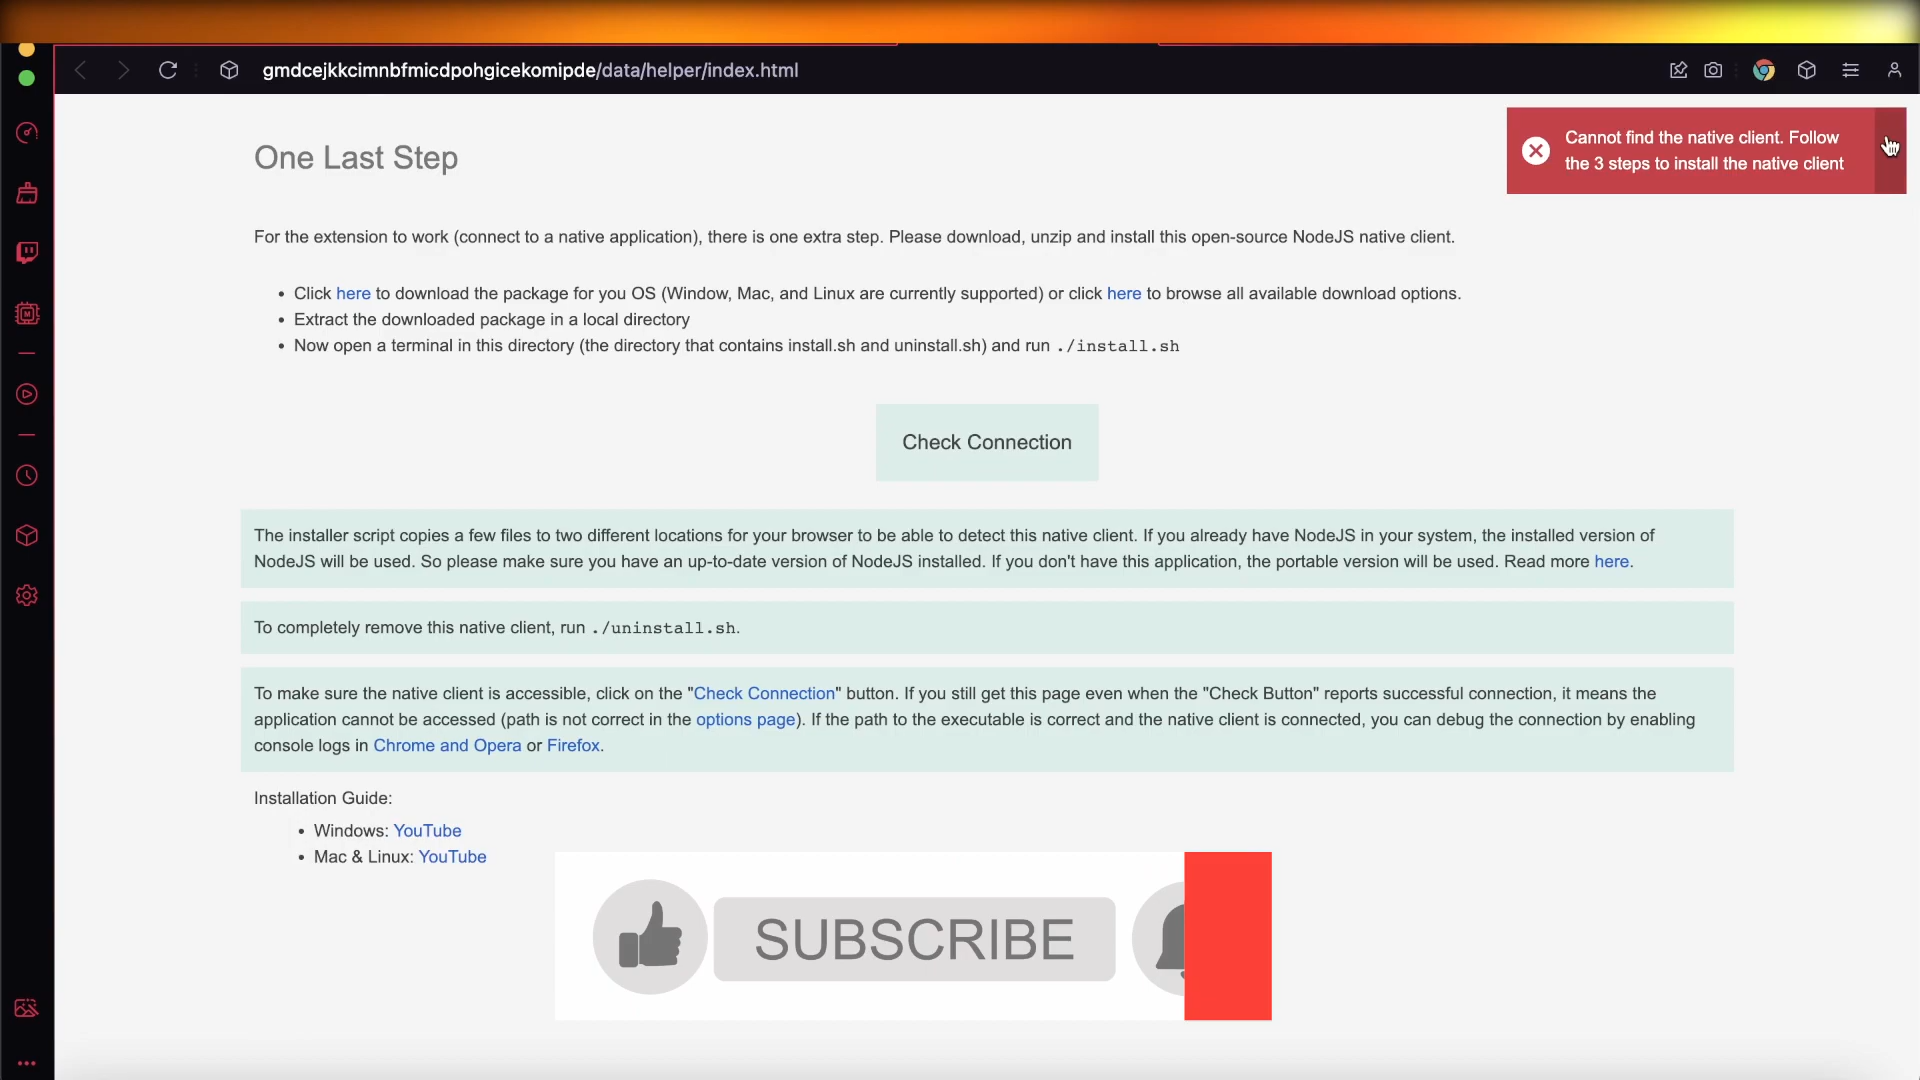 gmdcejkkcimnbfmicdpohgicekomipde/data/helper/index.html
Cannot find the native client. Follow
the 3 steps to install the native client
One Last Step
For the extension to work (connect to a native application), there is one extra step. Please download, unzip and install this open-source NodeJS native client.
• Click here to download the package for you OS (Window, Mac, and Linux are currently supported) or click here to browse all available download options.
• Extract the downloaded package in a local directory
• Now open a terminal in this directory (the directory that contains install.sh and uninstall.sh) and run ./install.sh
Check Connection
The installer script copies a few files to two different locations for your browser to be able to detect this native client. If you already have NodeJS in your system, the installed version of
NodeJS will be used. So please make sure you have an up-to-date version of NodeJS installed. If you don't have this application, the portable version will be used. Read more here.
To completely remove this native client, run ./uninstall.sh.
To make sure the native client is accessible, click on the "Check Connection" button. If you still get this page even when the "Check Button" reports successful connection, it means the
application cannot be accessed (path is not correct in the options page). If the path to the executable is correct and the native client is connected, you can debug the connection by enabling
console logs in Chrome and Opera or Firefox.
Installation Guide:
• Windows: YouTube
• Mac & Linux: YouTube
SUBSCRIBE